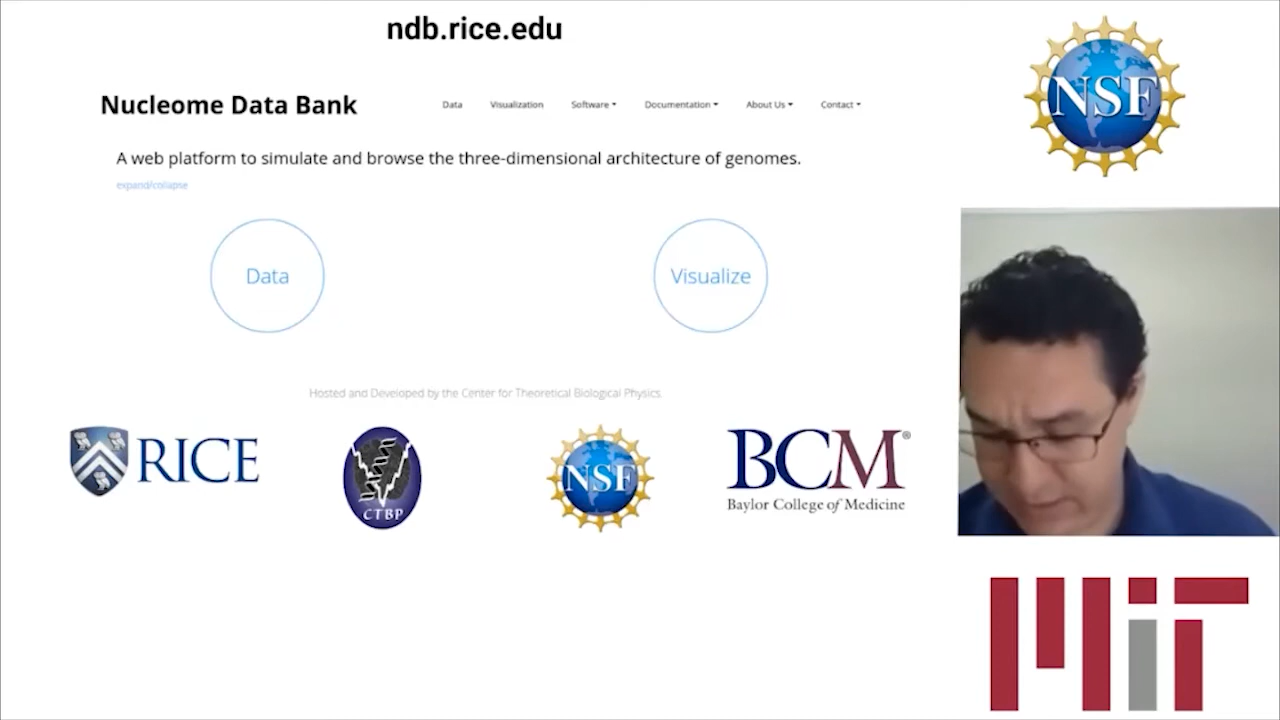 ndb.rice.edu
NSF
Nucleome Data Bank
Data Visualization Software Documentation About Us Contact
A web platform to simulate and browse the three-dimensional architecture of genomes.
expand/collapse
Data
Visualize
Hosted and Developed by the Center for Theoretical Biological Physics.
RICE
CTBP
NSF
BCM®
Baylor College of Medicine
MIT